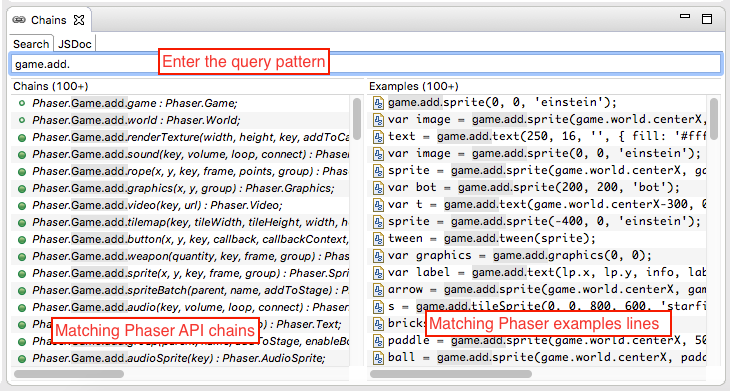 Chains
Search JSDoc
game.add.
Enter the query pattern
Chains (100+)
Phaser.Game.add.game : Phaser.Game;
Phaser.Game.add.world : Phaser.World;
Phaser.Game.add.renderTexture(width, height, key, addToCa
Phaser.Game.add.sound(key, volume, loop, connect) : Phaser
Phaser.Game.add.rope(x, y, key, frame, points, group) : Phas
Phaser.Game.add.graphics(x, y, group) : Phaser.Graphics;
Phaser.Game.add.video(key, url) : Phaser.Video;
Phaser.Game.add.tilemap(key, tileWidth, tileHeight, width, h
Phaser.Game.add.button(x, y, key, callback, callbackContext,
Phaser.Game.add.weapon(quantity, key, frame, group) : Phas
Phaser.Game.add.sprite(x, y, key, frame, group) : Phaser.Spri
Phaser.Game.add.spriteBatch(parent, name, addToStage) : P
Phaser.Game.add.audio(key, volume, loop, connect) : Phaser.
Matching Phaser API chains
) : Phaser.Text;
Phaser.Game.add.group(parent, name, addToStage, enableBo
Phaser.Game.add.audioSprite(key) : Phaser.AudioSprite;
Examples (100+)
game.add.sprite(0, 0, 'einstein');
var image = game.add.sprite(game.world.centerX,
text = game.add.text(250, 16, '', { fill: '#fff
var image = game.add.sprite(0, 0, 'einstein');
sprite = game.add.sprite(game.world.centerX, ga
var bot = game.add.sprite(200, 200, 'bot');
var t = game.add.text(game.world.centerX-300, 0
sprite = game.add.sprite(-400, 0, 'einstein');
tween = game.add.tween(sprite);
var graphics = game.add.graphics(0, 0);
var label = game.add.text(lp.x, lp.y, info, lab
arrow = game.add.sprite(game.world.centerX, gam
s = game.add.tileSprite(0, 0, 800, 600, 'starfi
bricks
Matching Phaser examples lines
paddle = game.add.sprite(game.world.centerX, 50
ball = game.add.sprite(game.world.centerX, padd